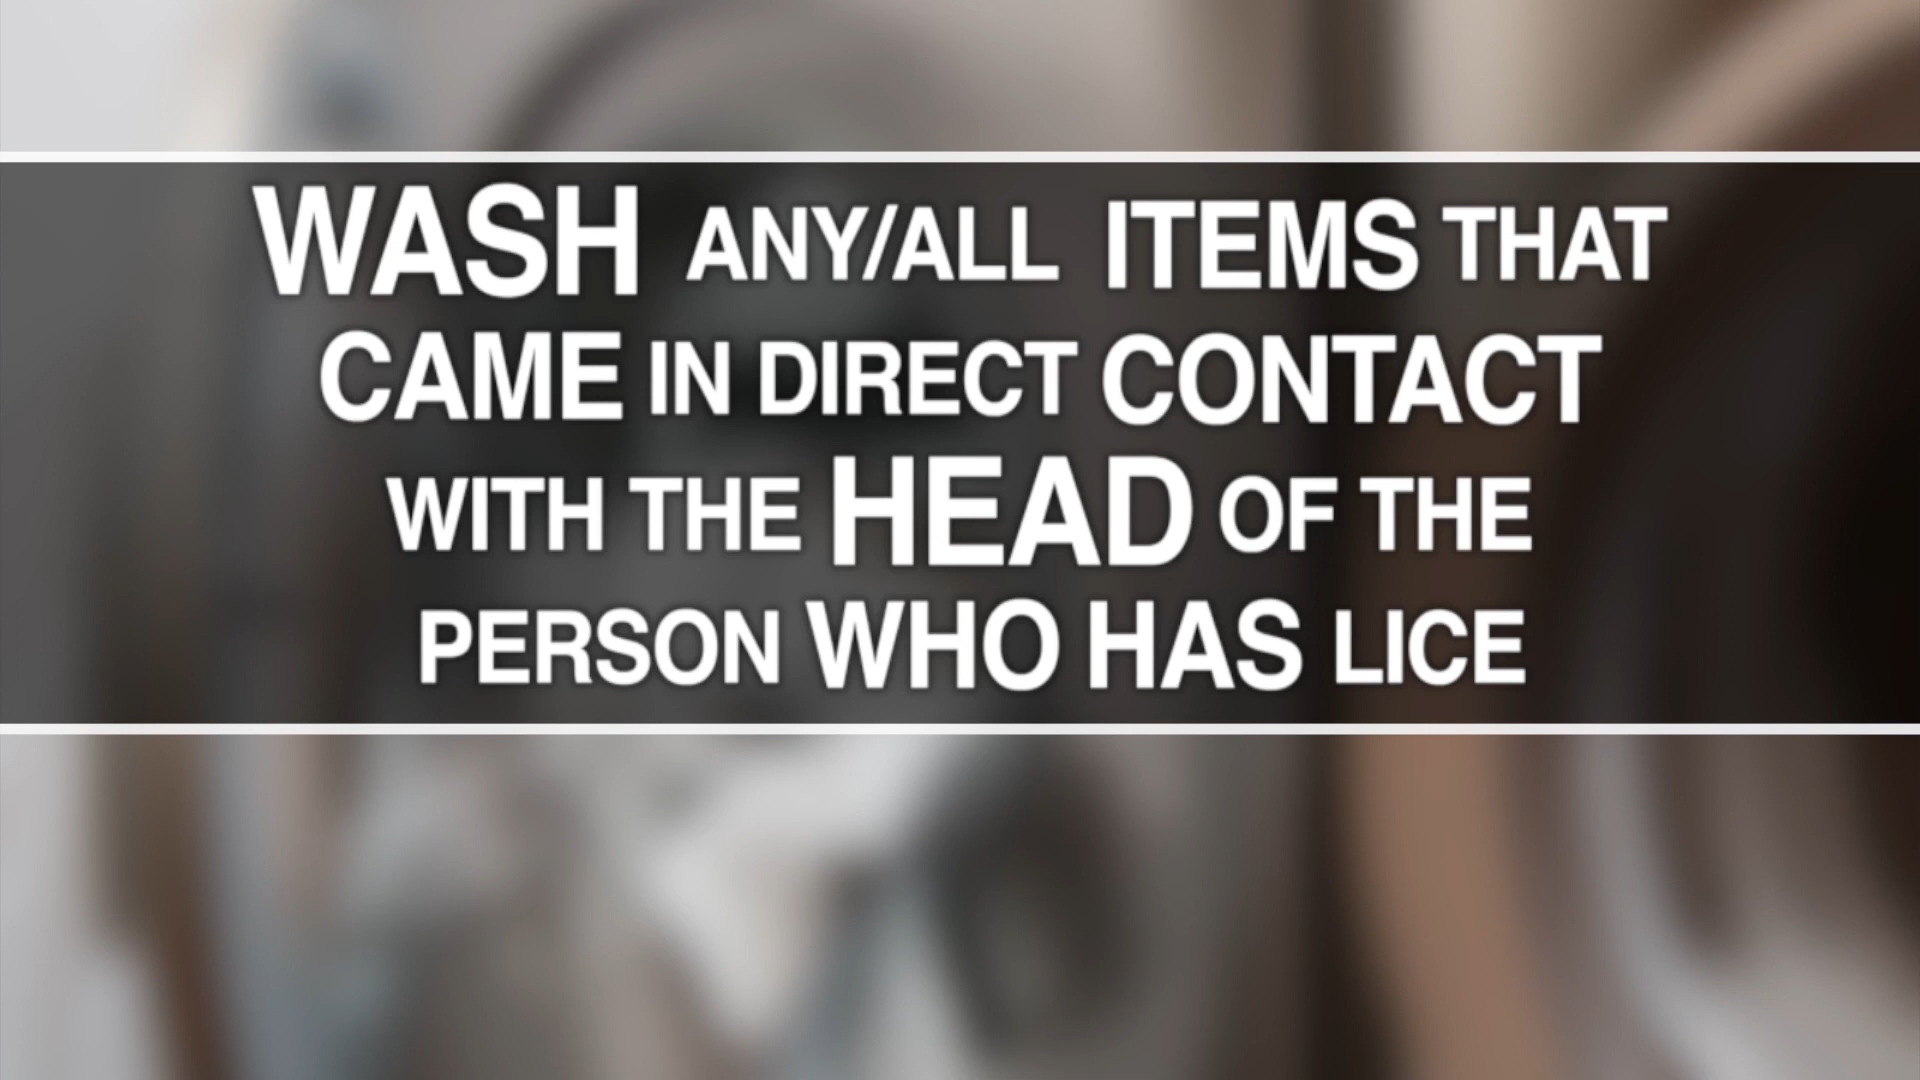 WASH ANY/ALL ITEMS THAT
CAME IN DIRECT CONTACT
WITH THE HEAD OF THE
PERSON WHO HAS LICE